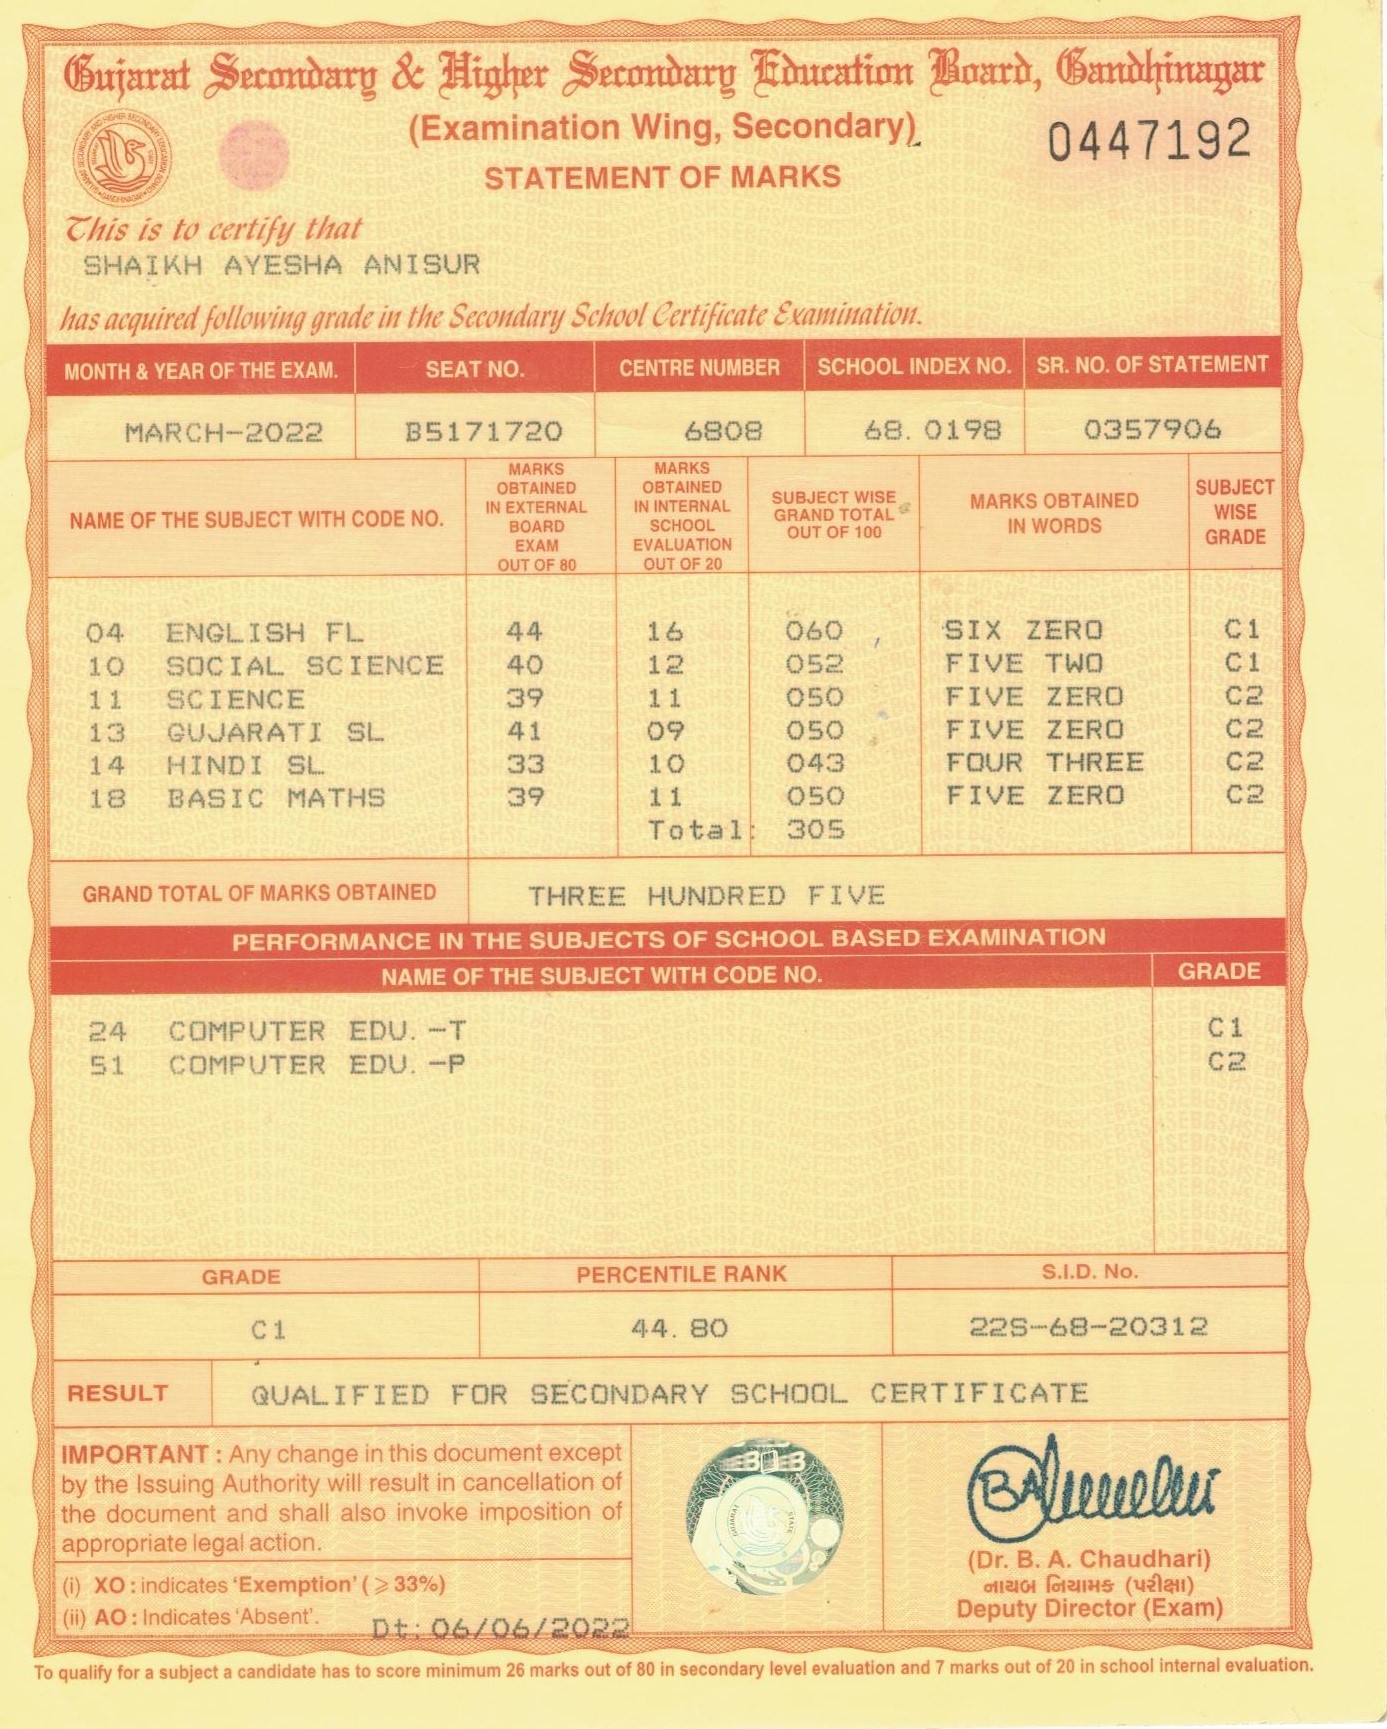 Gujarat Secondary & Higher Secondary Education Board, Gandhinagar
(Examination Wing, Secondary)
0447192
STATEMENT OF MARKS
This is to certify that
SHAIKH AYESHA ANISUR
has acquired following grade in the Secondary School Certificate Examination.
MONTH & YEAR OF THE EXAM. SEAT NO. CENTRE NUMBER SCHOOL INDEX NO. SR. NO. OF STATEMENT
MARCH-2022 B5171720 6808 68.0198 0357906
NAME OF THE SUBJECT WITH CODE NO. MARKS OBTAINED IN EXTERNAL BOARD EXAM OUT OF 80 MARKS OBTAINED IN INTERNAL SCHOOL EVALUATION OUT OF 20 SUBJECT WISE GRAND TOTAL OUT OF 100 MARKS OBTAINED IN WORDS SUBJECT WISE GRADE
04 ENGLISH FL 44 16 060 SIX ZERO C1
10 SOCIAL SCIENCE 40 12 052 FIVE TWO C1
11 SCIENCE 39 11 050 FIVE ZERO C2
13 GUJARATI SL 41 09 050 FIVE ZERO C2
14 HINDI SL 33 10 043 FOUR THREE C2
18 BASIC MATHS 39 11 050 FIVE ZERO C2
Total: 305
GRAND TOTAL OF MARKS OBTAINED THREE HUNDRED FIVE
PERFORMANCE IN THE SUBJECTS OF SCHOOL BASED EXAMINATION
NAME OF THE SUBJECT WITH CODE NO. GRADE
24 COMPUTER EDU.-T C1
51 COMPUTER EDU.-P C2
GRADE PERCENTILE RANK S.I.D. No.
C1 44.80 22S-68-20312
RESULT QUALIFIED FOR SECONDARY SCHOOL CERTIFICATE
IMPORTANT : Any change in this document except
by the Issuing Authority will result in cancellation of
the document and shall also invoke imposition of
appropriate legal action.
(i) XO : indicates 'Exemption' (⩾33%)
(ii) AO : Indicates 'Absent'.
Dt: 06/06/2022
(Dr. B. A. Chaudhari)
નાયબ નિયામક (પરીક્ષા)
Deputy Director (Exam)
To qualify for a subject a candidate has to score minimum 26 marks out of 80 in secondary level evaluation and 7 marks out of 20 in school internal evaluation.